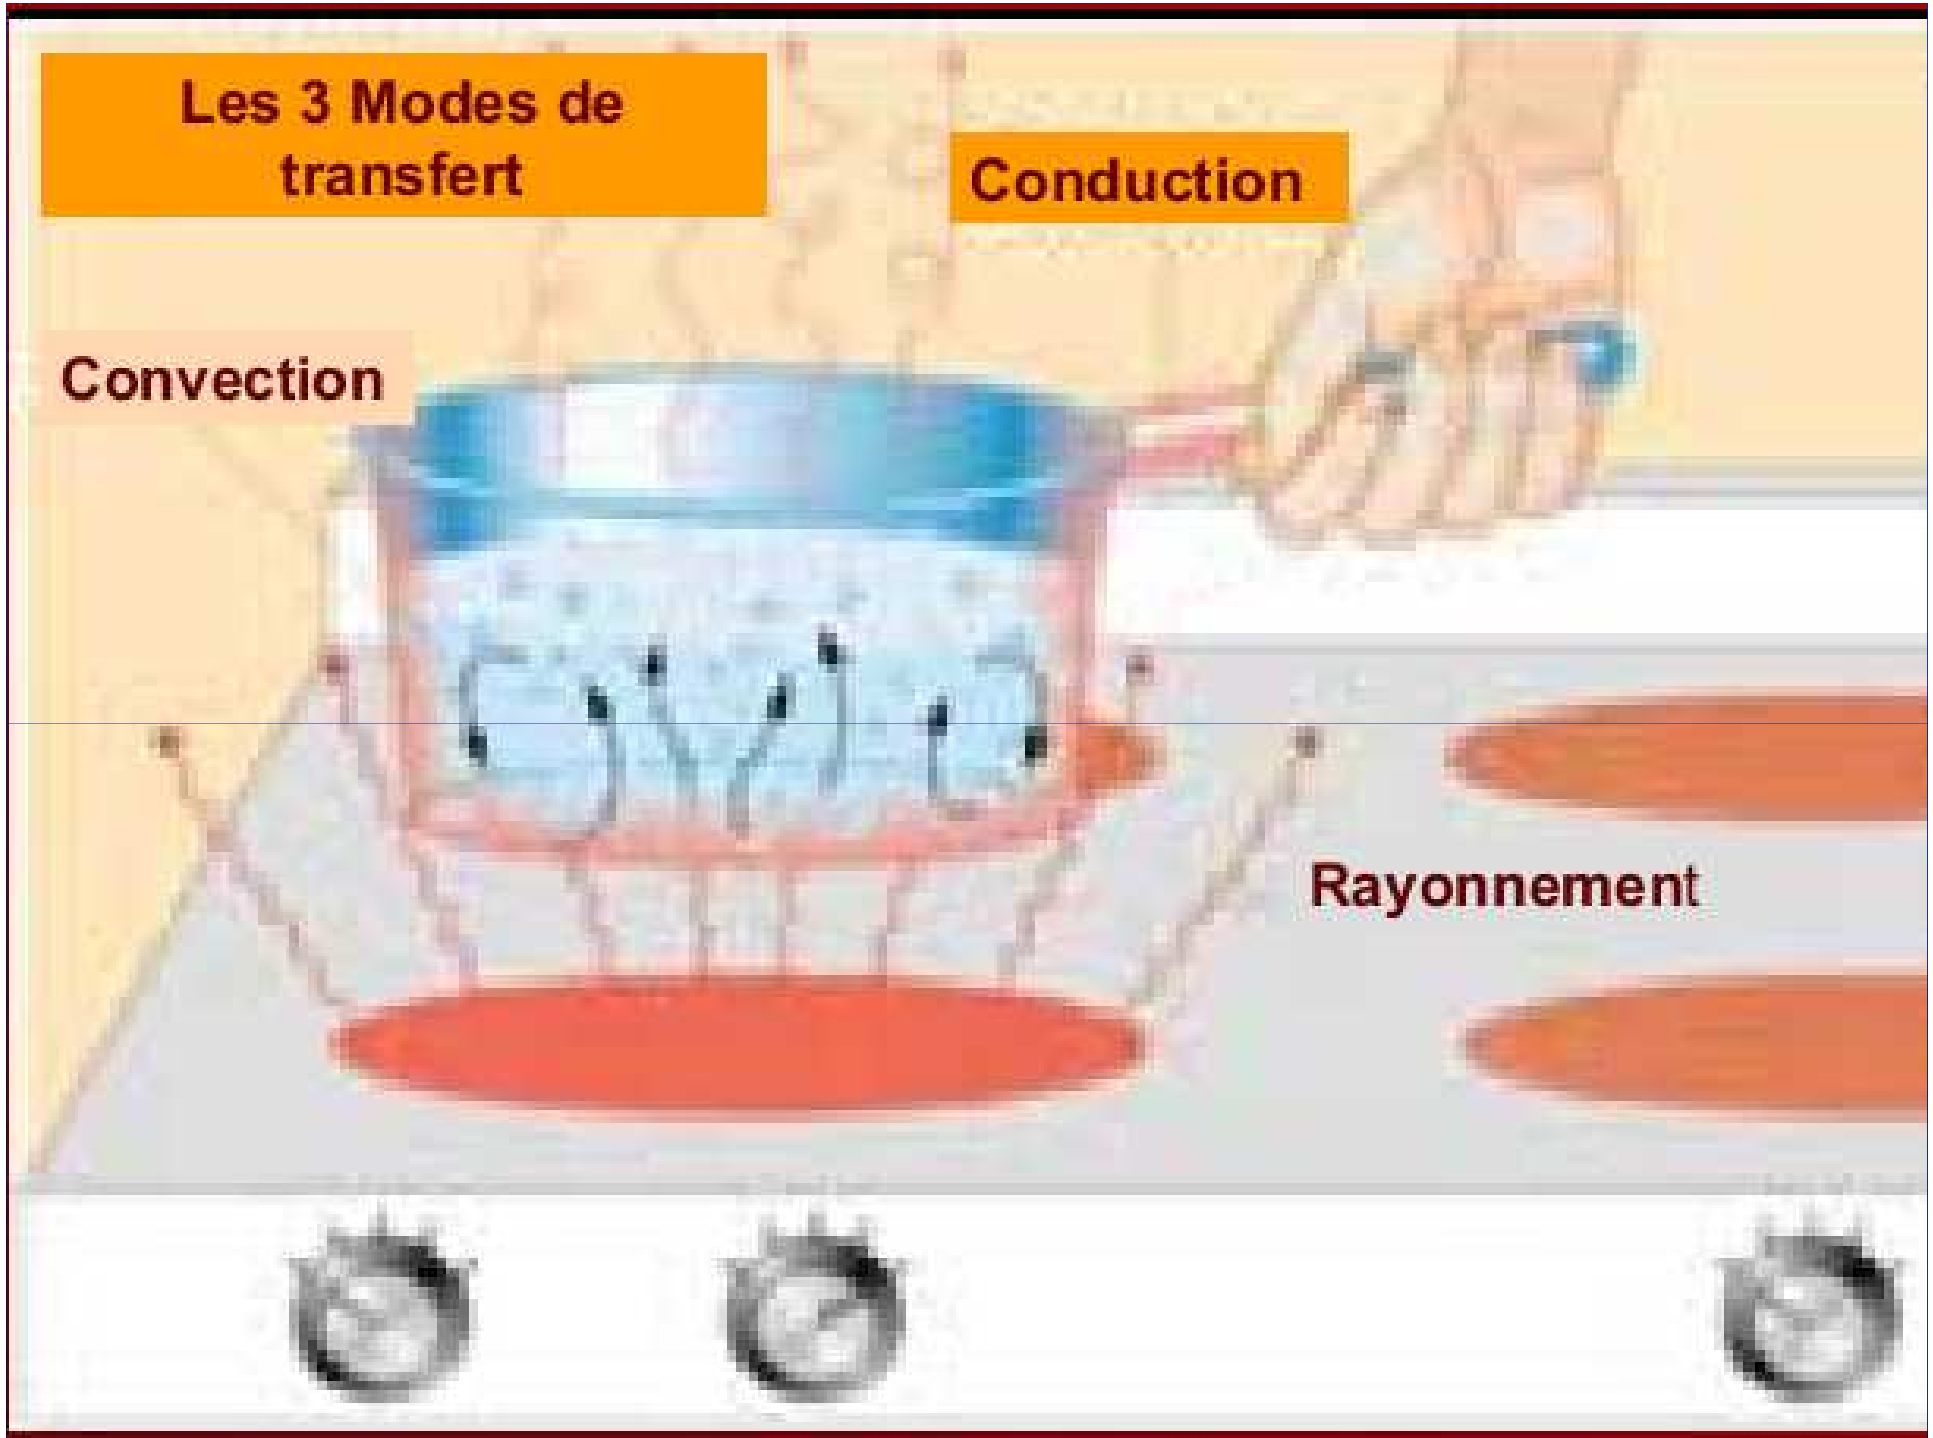 Les 3 Modes de
transfert
Conduction
Convection
Rayonnement